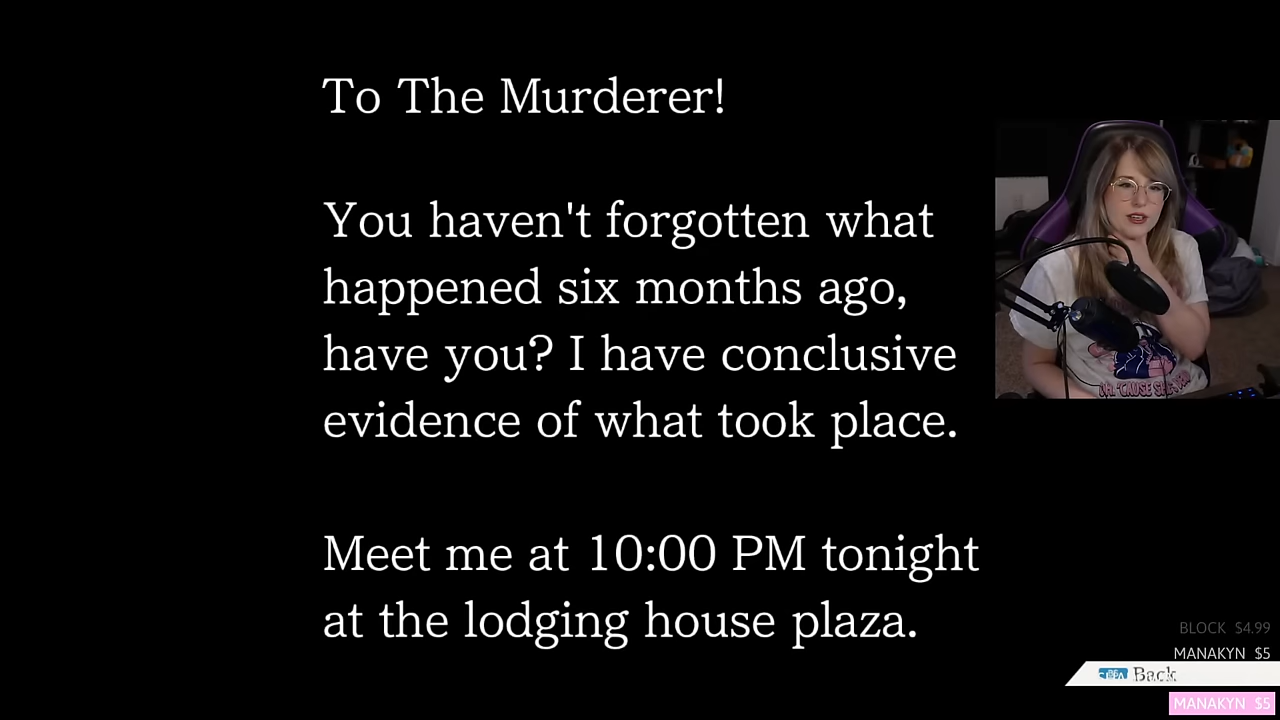 To The Murderer!
You haven't forgotten what
happened six months ago,
have you? I have conclusive
evidence of what took place.
Meet me at 10:00 PM tonight
at the lodging house plaza.
BLOCK $4.99
MANAKYN $5
Back
MANAKYN $5